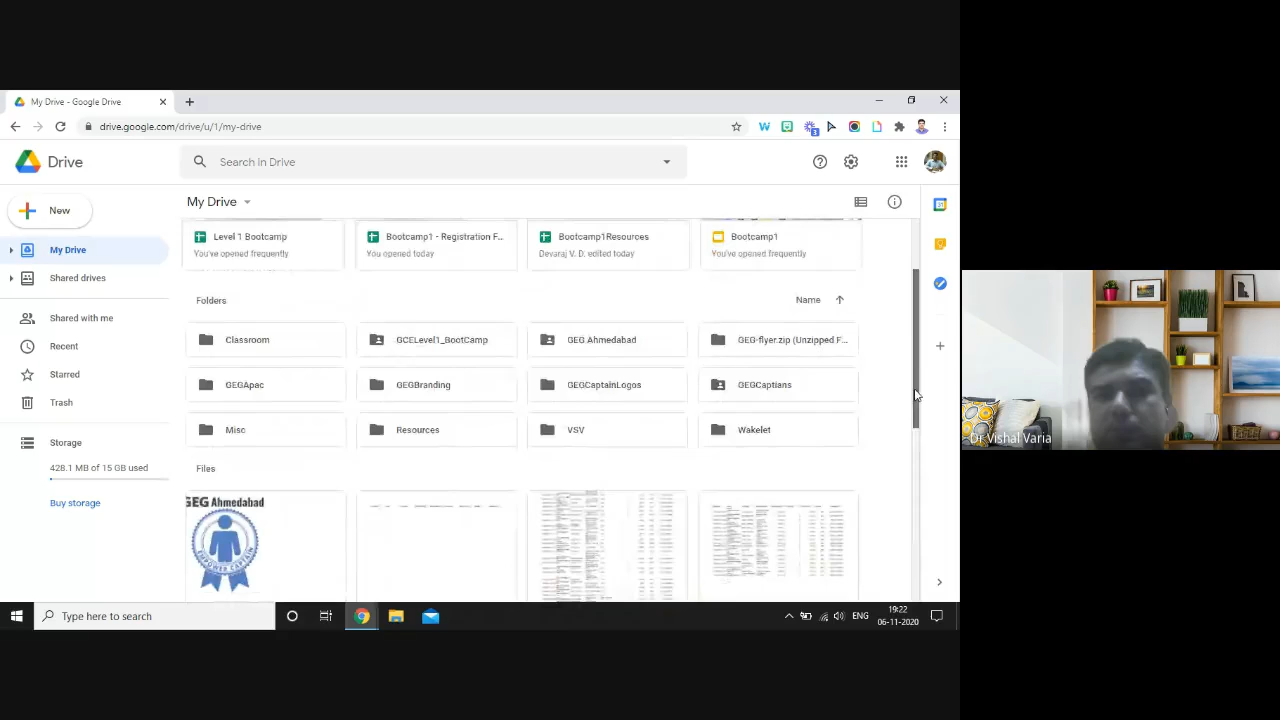 My Drive - Google Drive
drive.google.com/drive/u/1/my-drive
3
Drive
Search in Drive
New
My Drive
31
Level 1 Bootcamp
Bootcamp1 - Registration F...
Bootcamp1Resources
Bootcamp1
You've opened frequently
You opened today
Devaraj V. D. edited today
You've opened frequently
My Drive
Shared drives
Folders
Name
Shared with me
Classroom
GCELevel1_BootCamp
GEG Ahmedabad
GEG-flyer.zip (Unzipped F...
Recent
Starred
GEGApac
GEGBranding
GEGCaptainLogos
GEGCaptians
Trash
Misc
Resources
VSV
Wakelet
Storage
428.1 MB of 15 GB used
Files
Buy storage
GEG Ahmedabad
Dr Vishal Varia
Type here to search
ENG
19:22
06-11-2020